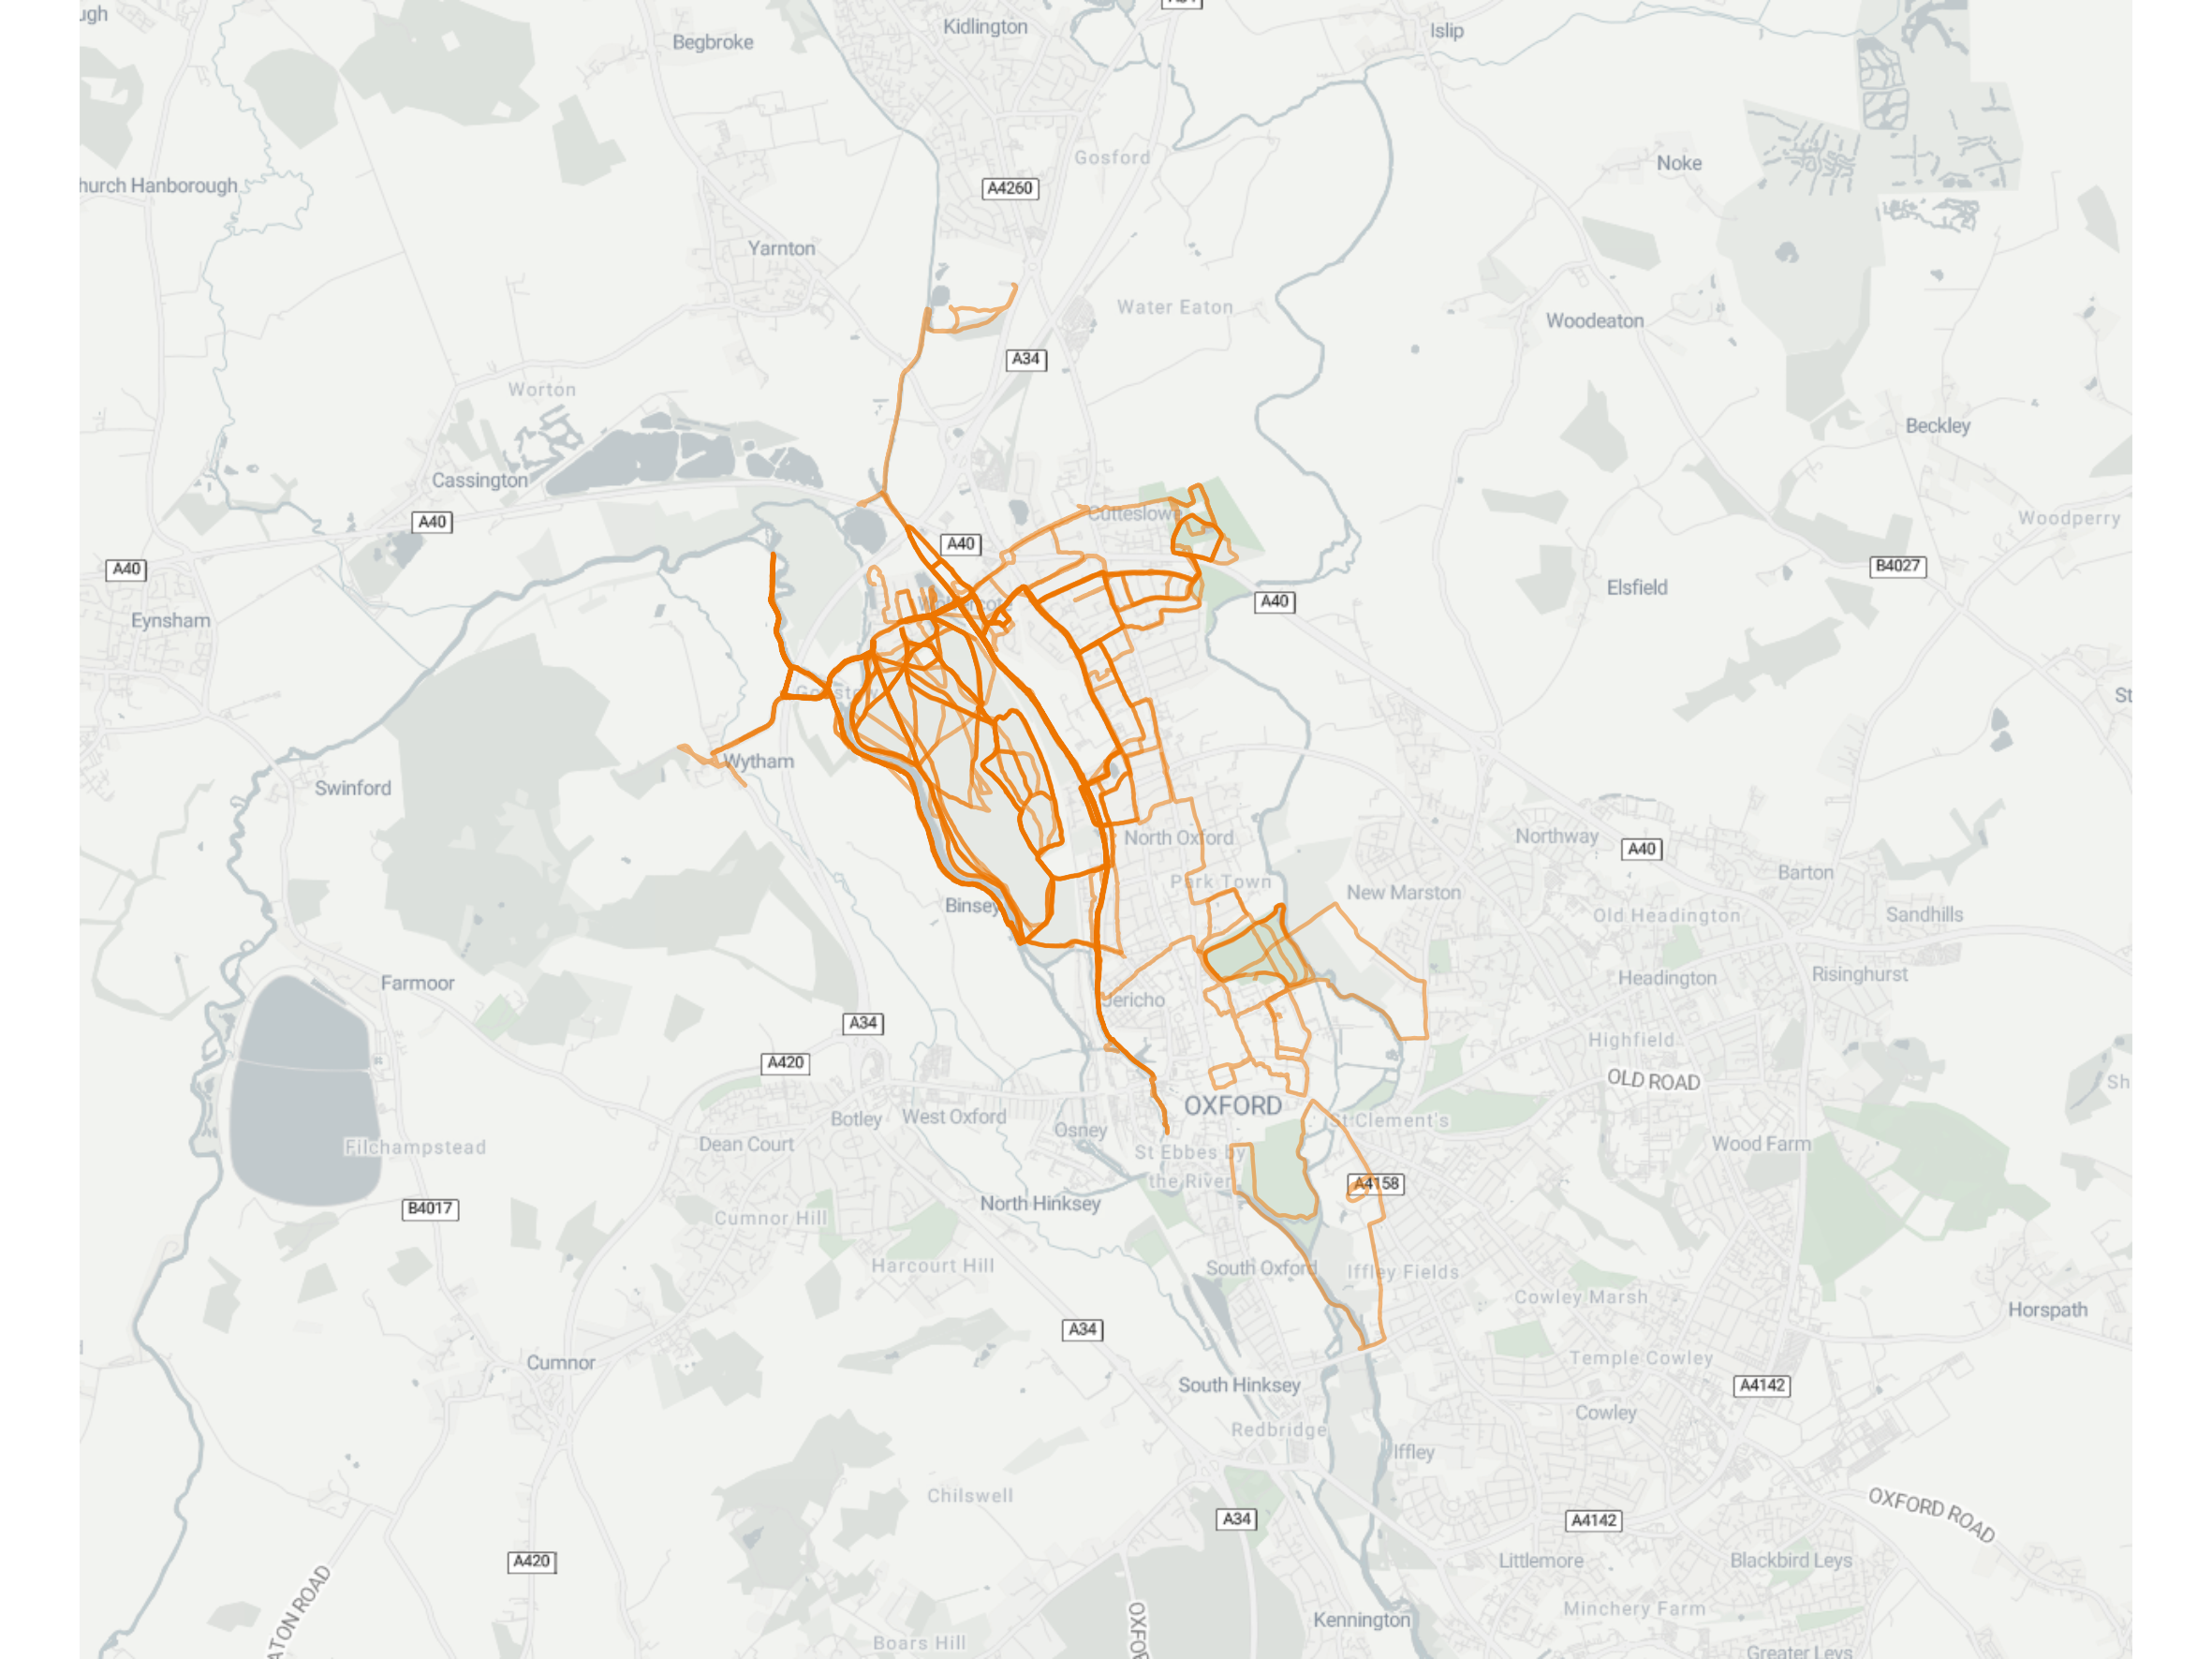 Kidlington
Islip
Begbroke
Gosford
Noke
hurch Hanborough
A4260
Yarnton
Water Eaton
Woodeaton
A34
Worton
Beckley
Cassington
Cutteslowe
Woodperry
A40
A40
A40
B4027
Elsfield
A40
Eynsham
Wolvercote
Godstow
St
Wytham
Swinford
North Oxford
Northway
A40
Barton
Park Town
New Marston
Binsey
Old Headington
Sandhills
Farmoor
Headington
Risinghurst
Jericho
A34
Highfield
A420
OLD ROAD
Sh
OXFORD
Botley
West Oxford
St Clement's
Osney
Filchampstead
Dean Court
Wood Farm
St Ebbes by
the River
A4158
North Hinksey
B4017
Cumnor Hill
Harcourt Hill
South Oxford
Iffley Fields
Cowley Marsh
Horspath
A34
Cumnor
Temple Cowley
South Hinksey
A4142
Cowley
Redbridge
Iffley
Chilswell
OXFORD ROAD
A34
A4142
A420
Littlemore
Blackbird Leys
ATON ROAD
Minchery Farm
OXFO
Kennington
Boars Hill
Greater Leys